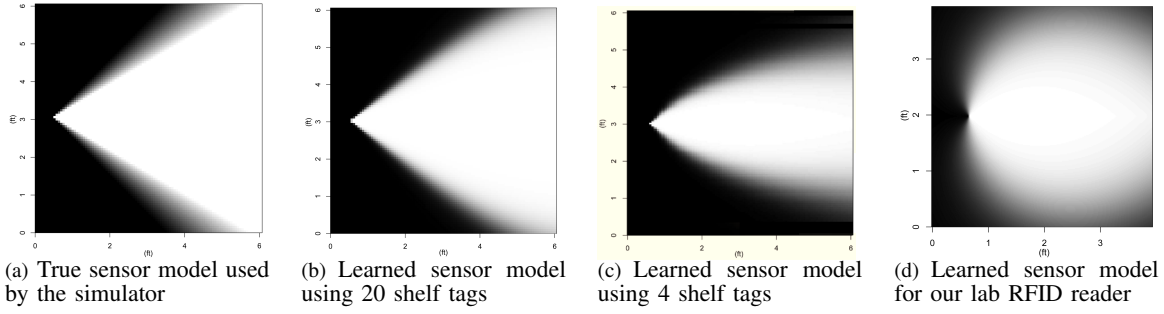 6
5
4
3
2
1
0
(ft)
0
2
4
6
(ft)
(a) True sensor model used
by the simulator
6
5
4
3
2
1
0
(ft)
0
2
4
6
(ft)
(b) Learned sensor model
using 20 shelf tags
6
5
4
3
2
1
0
(ft)
0
2
4
6
(ft)
(c) Learned sensor model
using 4 shelf tags
3
2
1
0
(ft)
0
1
2
3
(ft)
(d) Learned sensor model
for our lab RFID reader